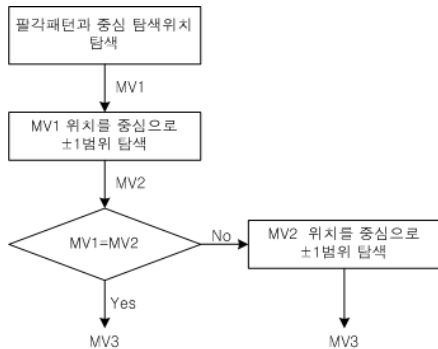 팔각패턴과 중심 탐색위치
탐색
MV1
MV1 위치를 중심으로
±1범위 탐색
MV2
MV1=MV2
No
MV2 위치를 중심으로
±1범위 탐색
Yes
MV3
MV3